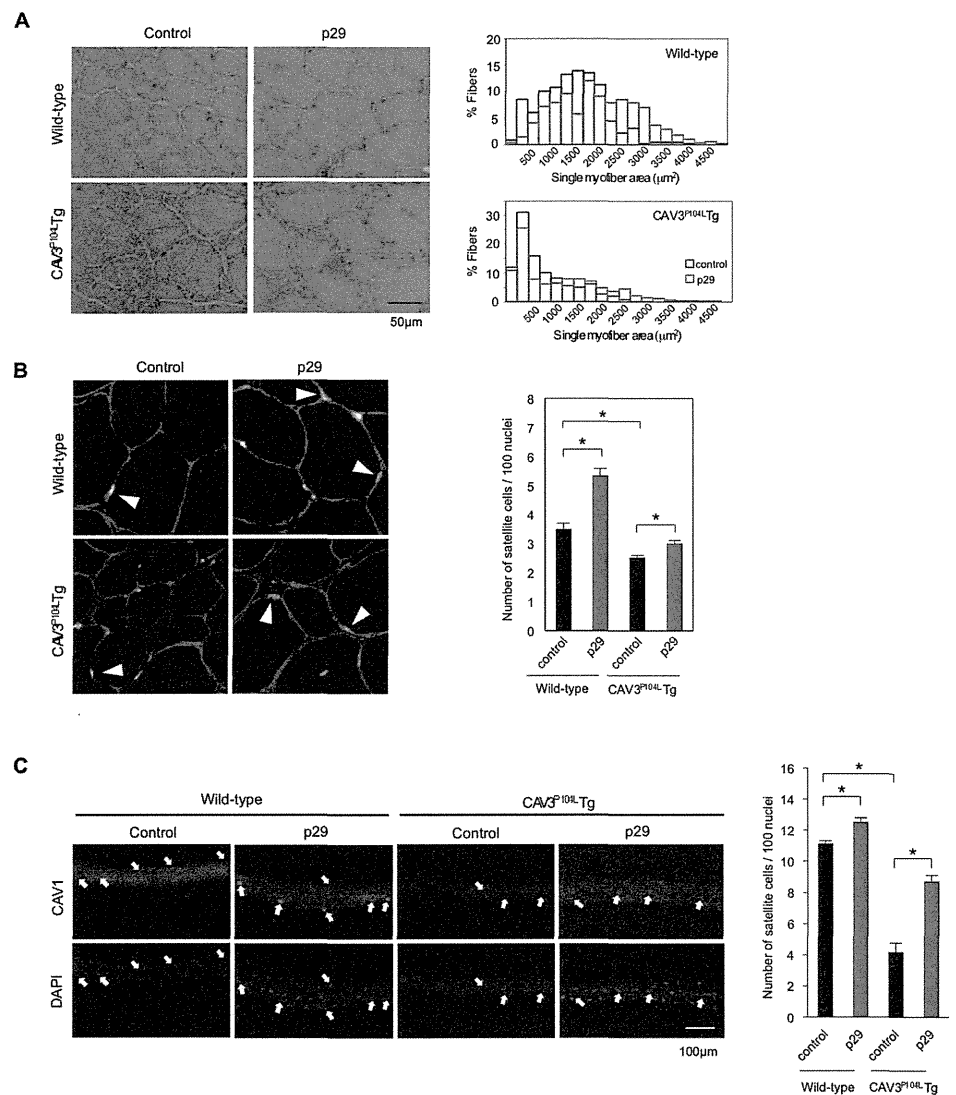 A
Control
p29
Wild-type
CAV3P104LTg
50μm
% Fibers
20
15
10
5
0
Wild-type
500
1000
1500
2000
2500
3000
3500
4000
4500
Single myofiber area (μm²)
% Fibers
30
20
10
0
CAV3P104LTg
control
p29
500
1000
1500
2000
2500
3000
3500
4000
4500
Single myofiber area (μm²)
B
Control
p29
Wild-type
CAV3P104LTg
Number of satellite cells / 100 nuclei
8
7
6
5
4
3
2
1
0
*
*
*
control
p29
control
p29
Wild-type
CAV3P104LTg
C
Wild-type
CAV3P104LTg
Control
p29
Control
p29
CAV1
DAPI
100μm
Number of satellite cells / 100 nuclei
16
14
12
10
8
6
4
2
0
*
*
*
control
p29
control
p29
Wild-type
CAV3P104LTg